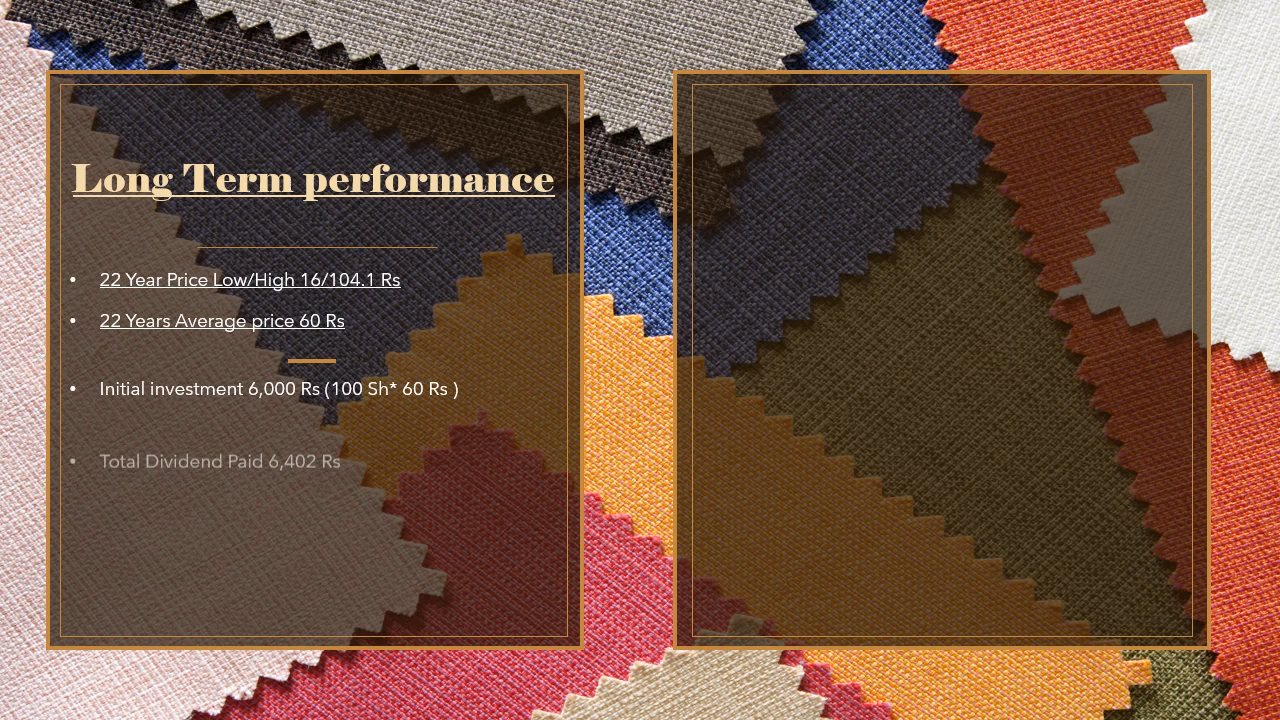 Long Term performance
• 22 Year Price Low/High 16/104.1 Rs
• 22 Years Average price 60 Rs
• Initial investment 6,000 Rs (100 Sh* 60 Rs )
• Total Dividend Paid 6,402 Rs